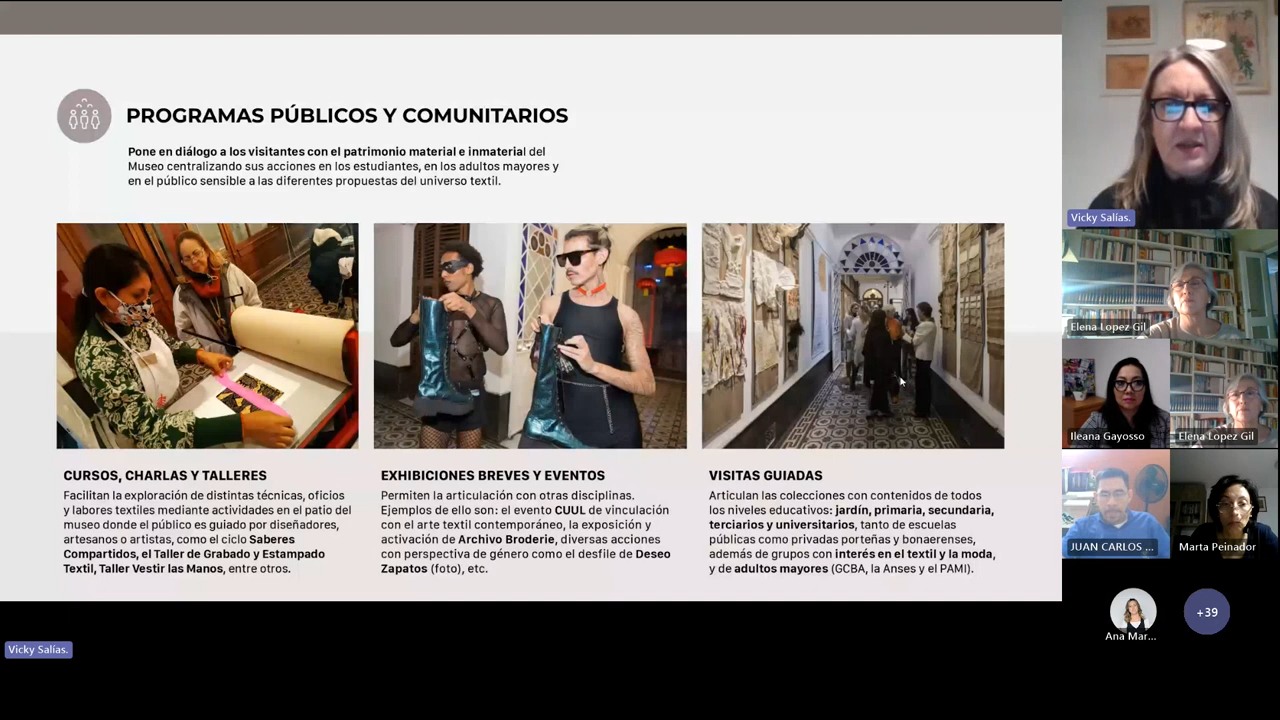 PROGRAMAS PÚBLICOS Y COMUNITARIOS
Pone en diálogo a los visitantes con el patrimonio material e inmaterial del
Museo centralizando sus acciones en los estudiantes, en los adultos mayores y
en el público sensible a las diferentes propuestas del universo textil.
CURSOS, CHARLAS Y TALLERES
Facilitan la exploración de distintas técnicas, oficios
y labores textiles mediante actividades en el patio del
museo donde el público es guiado por diseñadores,
artesanos o artistas, como el ciclo Saberes
Compartidos, el Taller de Grabado y Estampado
Textil, Taller Vestir las Manos, entre otros.
EXHIBICIONES BREVES Y EVENTOS
Permiten la articulación con otras disciplinas.
Ejemplos de ello son: el evento CUUL de vinculación
con el arte textil contemporáneo, la exposición y
activación de Archivo Broderie, diversas acciones
con perspectiva de género como el desfile de Deseo
Zapatos (foto), etc.
VISITAS GUIADAS
Articulan las colecciones con contenidos de todos
los niveles educativos: jardín, primaria, secundaria,
terciarios y universitarios, tanto de escuelas
públicas como privadas porteñas y bonaerenses,
además de grupos con interés en el textil y la moda,
y de adultos mayores (GCBA, la Anses y el PAMI).
Vicky Salías.
Elena Lopez Gil
Ileana Gayosso
Elena Lopez Gil
JUAN CARLOS ...
Marta Peinador
Ana Mar...
+39
Vicky Salías.